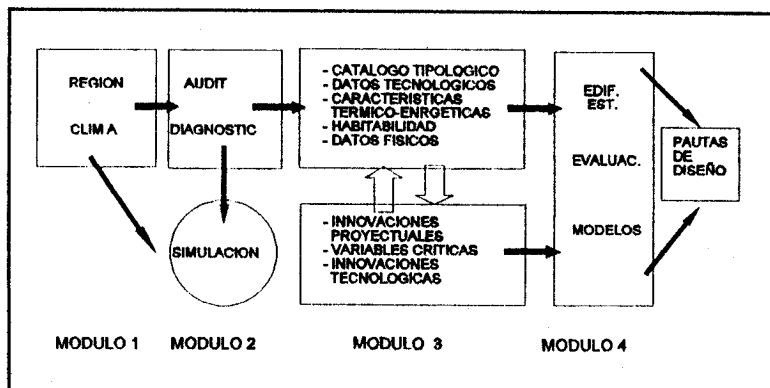 REGION
CLIMA
AUDIT
DIAGNOSTIC
SIMULACION
- CATALOGO TIPOLOGICO
- DATOS TECNOLOGICOS
- CARACTERISTICAS
TERMICO-ENRGETICAS
- HABITABILIDAD
- DATOS FISICOS
- INNOVACIONES
PROYECTUALES
- VARIABLES CRITICAS
- INNOVACIONES
TECNOLOGICAS
EDIF.
EST.
EVALUAC.
MODELOS
PAUTAS
DE
DISEÑO
MODULO 1 MODULO 2 MODULO 3 MODULO 4